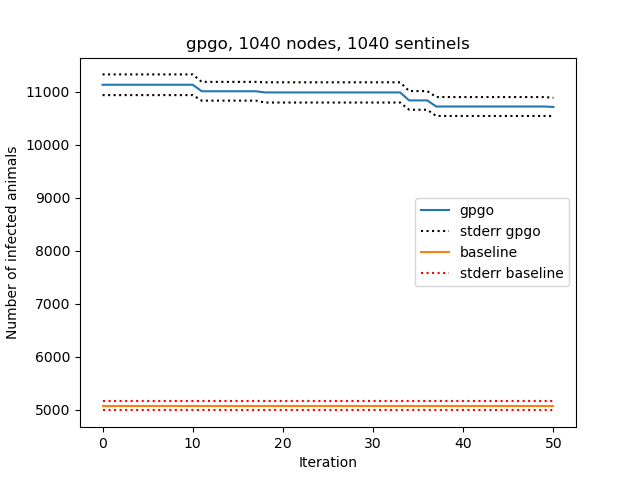 gpgo, 1040 nodes, 1040 sentinels
Number of infected animals
11000
10000
9000
8000
7000
6000
5000
gpgo
stderr gpgo
baseline
stderr baseline
0 10 20 30 40 50
Iteration